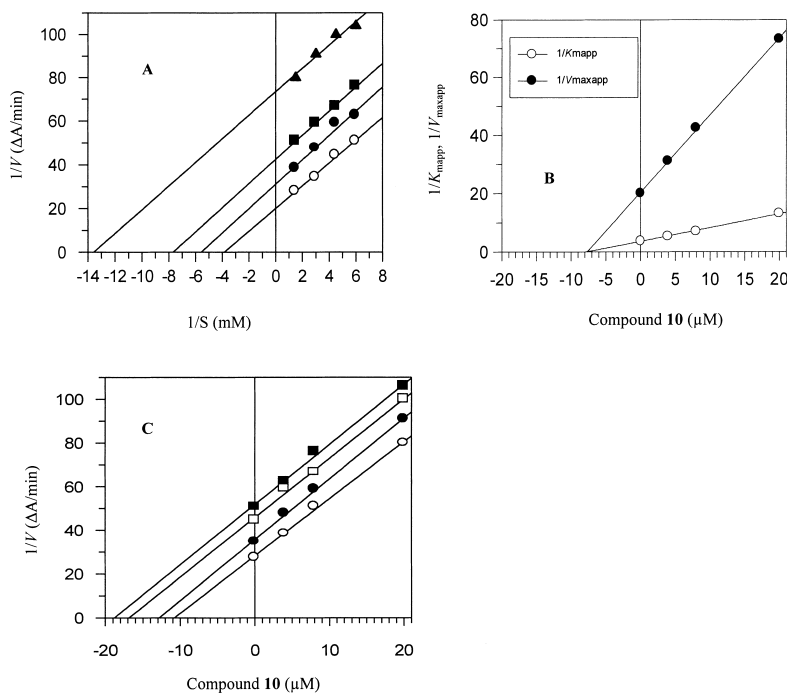 100
80
60
40
20
0
1/V (ΔA/min)
A
-14 -12 -10 -8 -6 -4 -2 0 2 4 6 8
1/S (mM)
80
60
40
20
0
1/Kmapp, 1/Vmaxapp
1/Kmapp
1/Vmaxapp
B
-20 -15 -10 -5 0 5 10 15 20
Compound 10 (µM)
100
80
60
40
20
0
1/V (ΔA/min)
C
-20 -10 0 10 20
Compound 10 (µM)